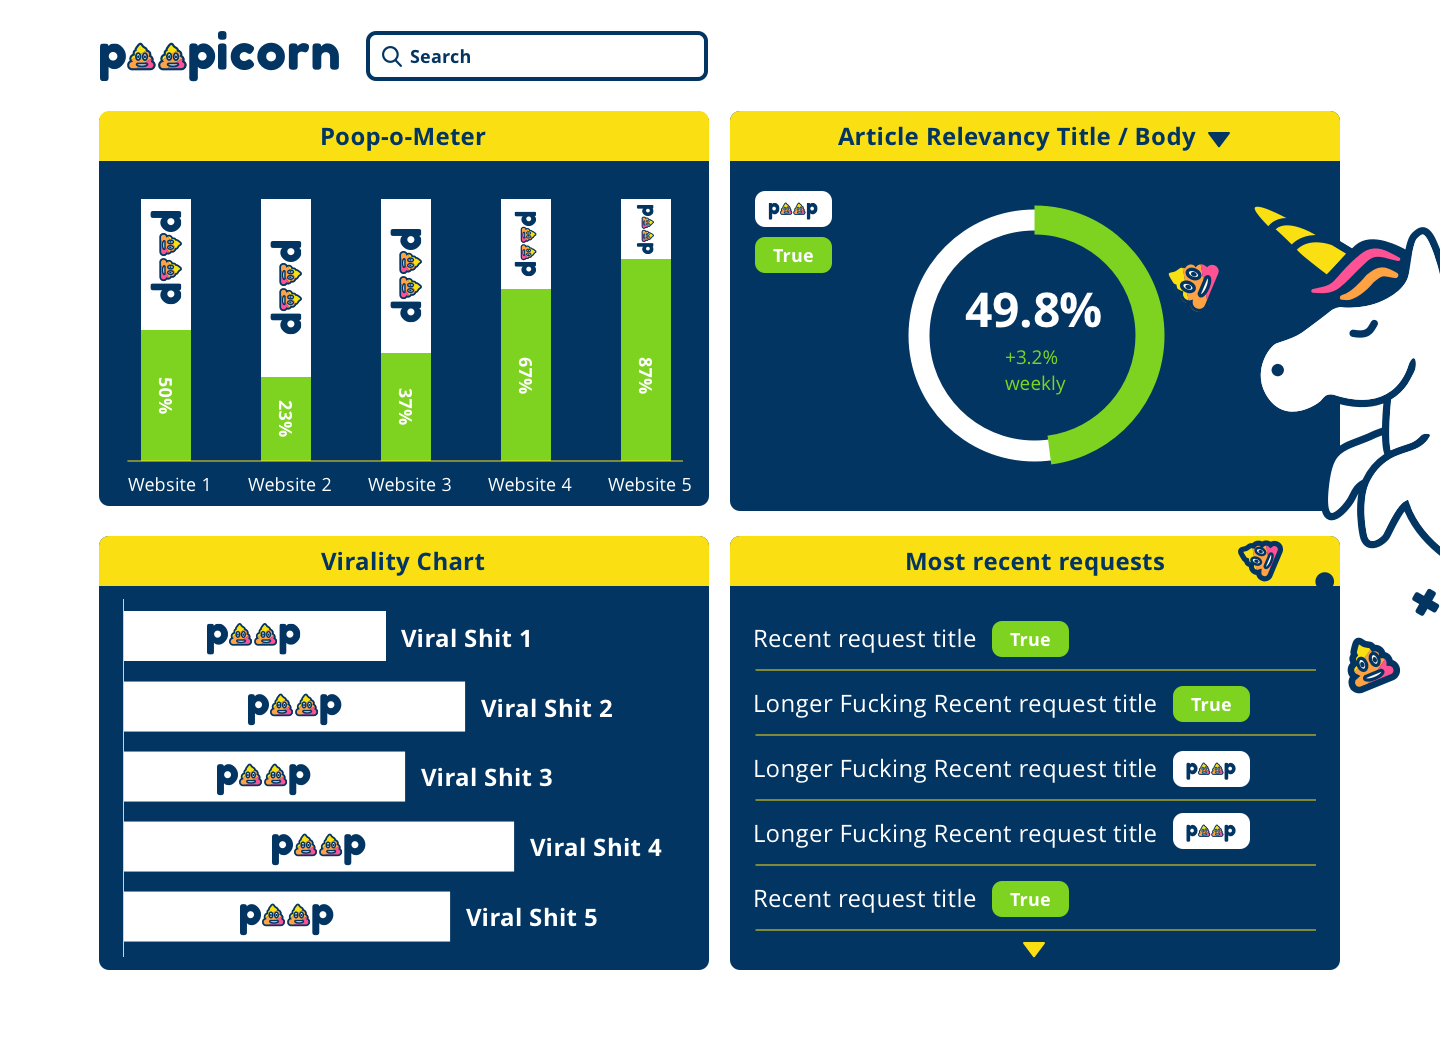 poopicorn
Search
Poop-o-Meter
poop
poop
poop
poop
poop
50%
23%
37%
67%
87%
Website 1
Website 2
Website 3
Website 4
Website 5
Article Relevancy Title / Body
poop
True
49.8%
+3.2%
weekly
Virality Chart
poop
Viral Shit 1
poop
Viral Shit 2
poop
Viral Shit 3
poop
Viral Shit 4
poop
Viral Shit 5
Most recent requests
Recent request title True
Longer Fucking Recent request title True
Longer Fucking Recent request title poop
Longer Fucking Recent request title poop
Recent request title True